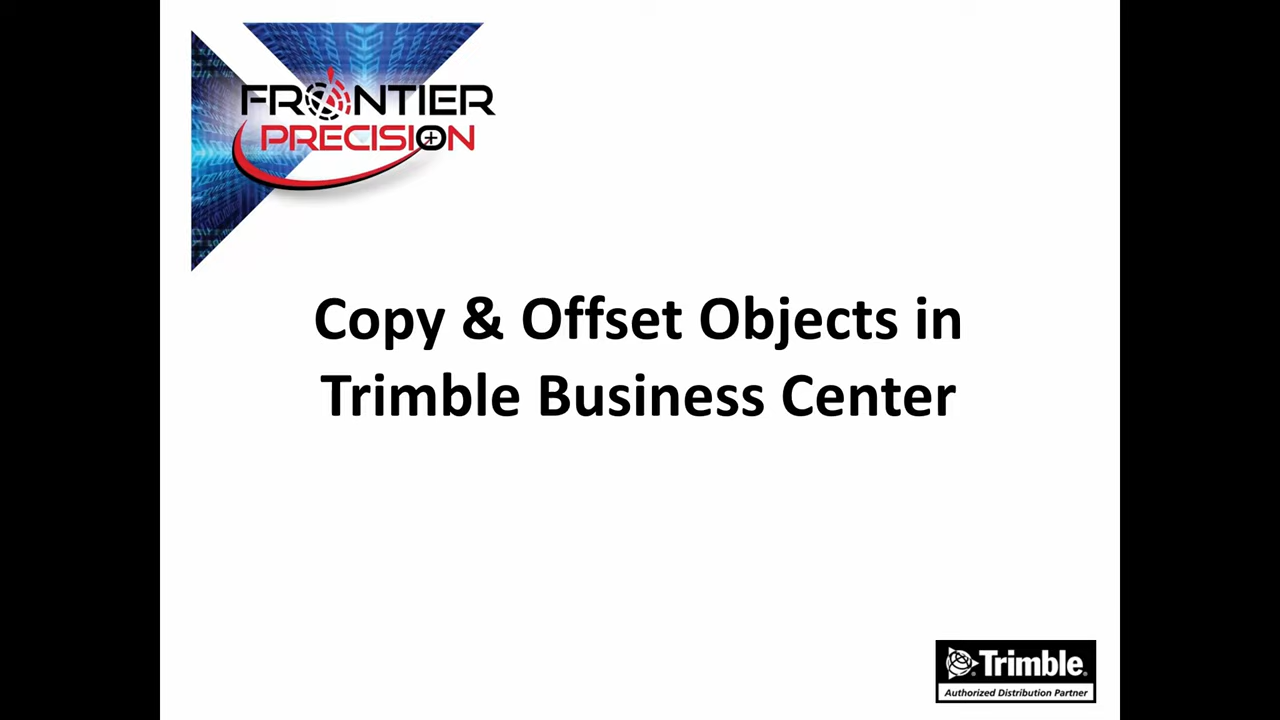 FRONTIER
PRECISION
Copy & Offset Objects in
Trimble Business Center
Trimble®
Authorized Distribution Partner